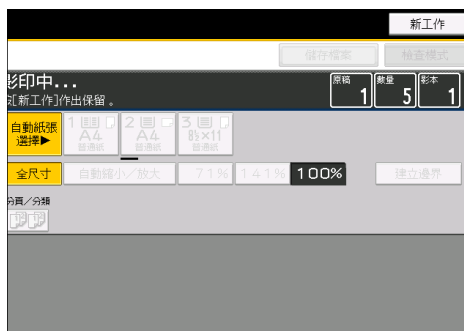 新工作
儲存檔案 檢查模式
影印中...
[新工作]作出保留。
原稿 1 數量 5 影本 1
自動紙張選擇▶
1 A4 普通紙
2 A4 普通紙
3 8½×11 普通紙
全尺寸 自動縮小/放大 71% 141% 100% 建立邊界
分頁/分類